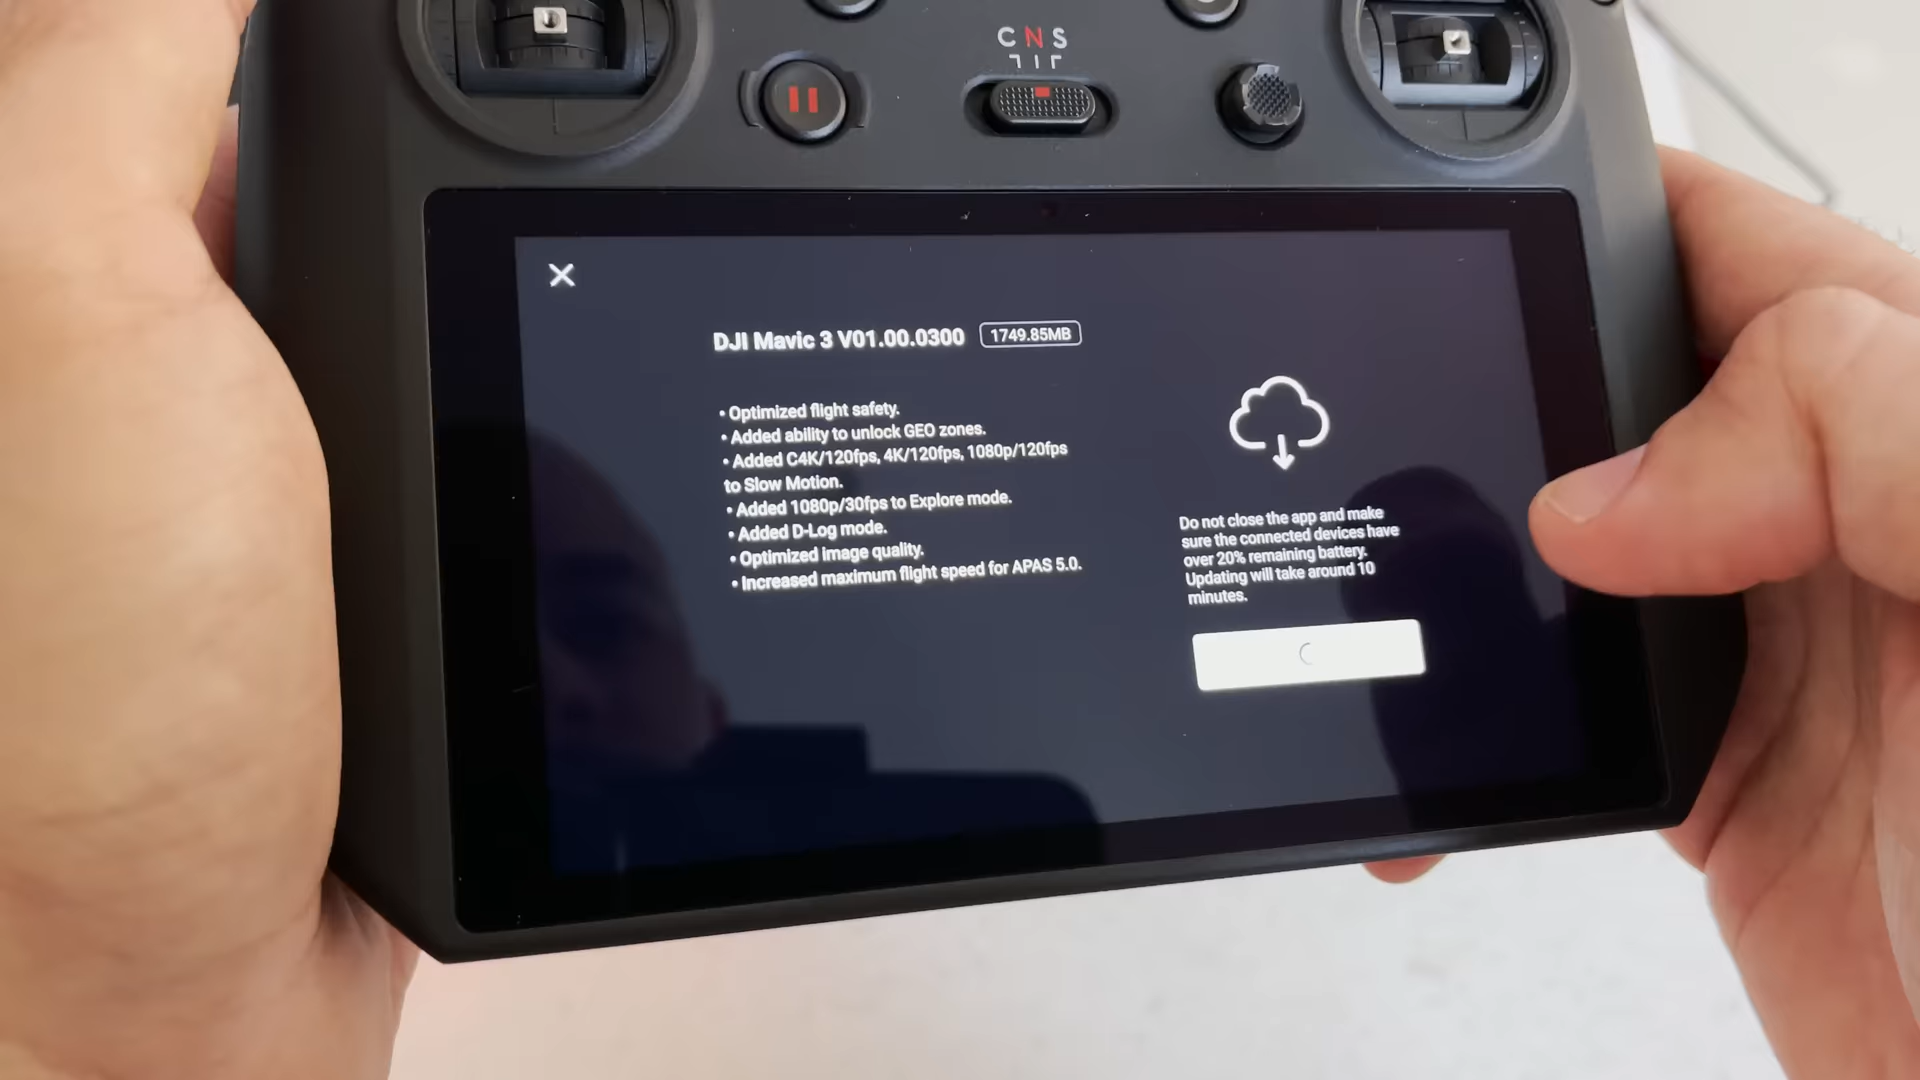 C N S
DJI Mavic 3 V01.00.0300 1749.85MB
• Optimized flight safety.
• Added ability to unlock GEO zones.
• Added C4K/120fps, 4K/120fps, 1080p/120fps
to Slow Motion.
• Added 1080p/30fps to Explore mode.
• Added D-Log mode.
• Optimized image quality.
• Increased maximum flight speed for APAS 5.0.
Do not close the app and make
sure the connected devices have
over 20% remaining battery.
Updating will take around 10
minutes.